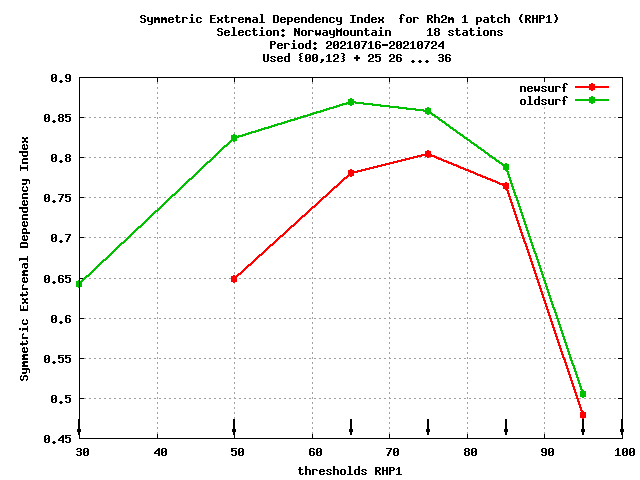 Symmetric Extremal Dependency Index  for Rh2m 1 patch (RHP1)
Selection: NorwayMountain     18 stations
Period: 20210716-20210724
Used {00,12} + 25 26 ... 36
newsurf
oldsurf
Symmetric Extremal Dependency Index
0.9
0.85
0.8
0.75
0.7
0.65
0.6
0.55
0.5
0.45
30 40 50 60 70 80 90 100
thresholds RHP1